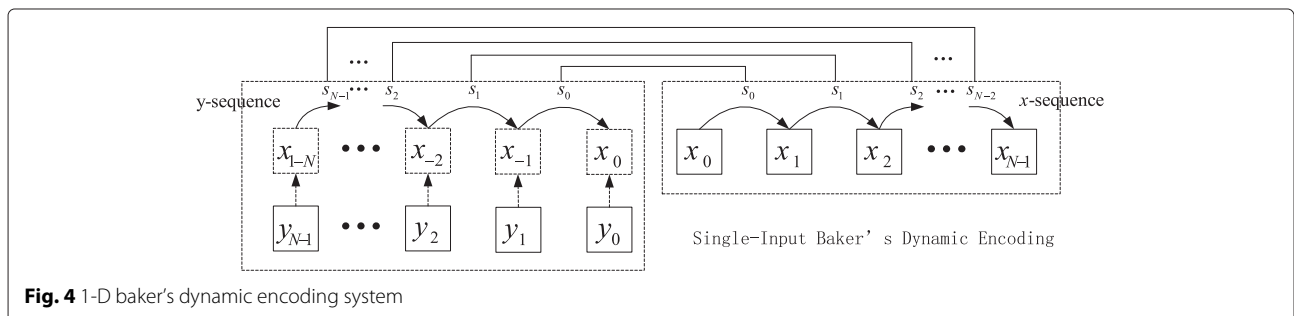 ... ...
s_{N-1} ... s_2 s_1 s_0 s_0 s_1 s_2 ... s_{N-2}
y-sequence x-sequence
x_{1-N} ••• x_{-2} x_{-1} x_0 x_0 x_1 x_2 ••• x_{N-1}
y_{N-1} ••• y_2 y_1 y_0
Single-Input Baker's Dynamic Encoding
Fig. 4 1-D baker's dynamic encoding system